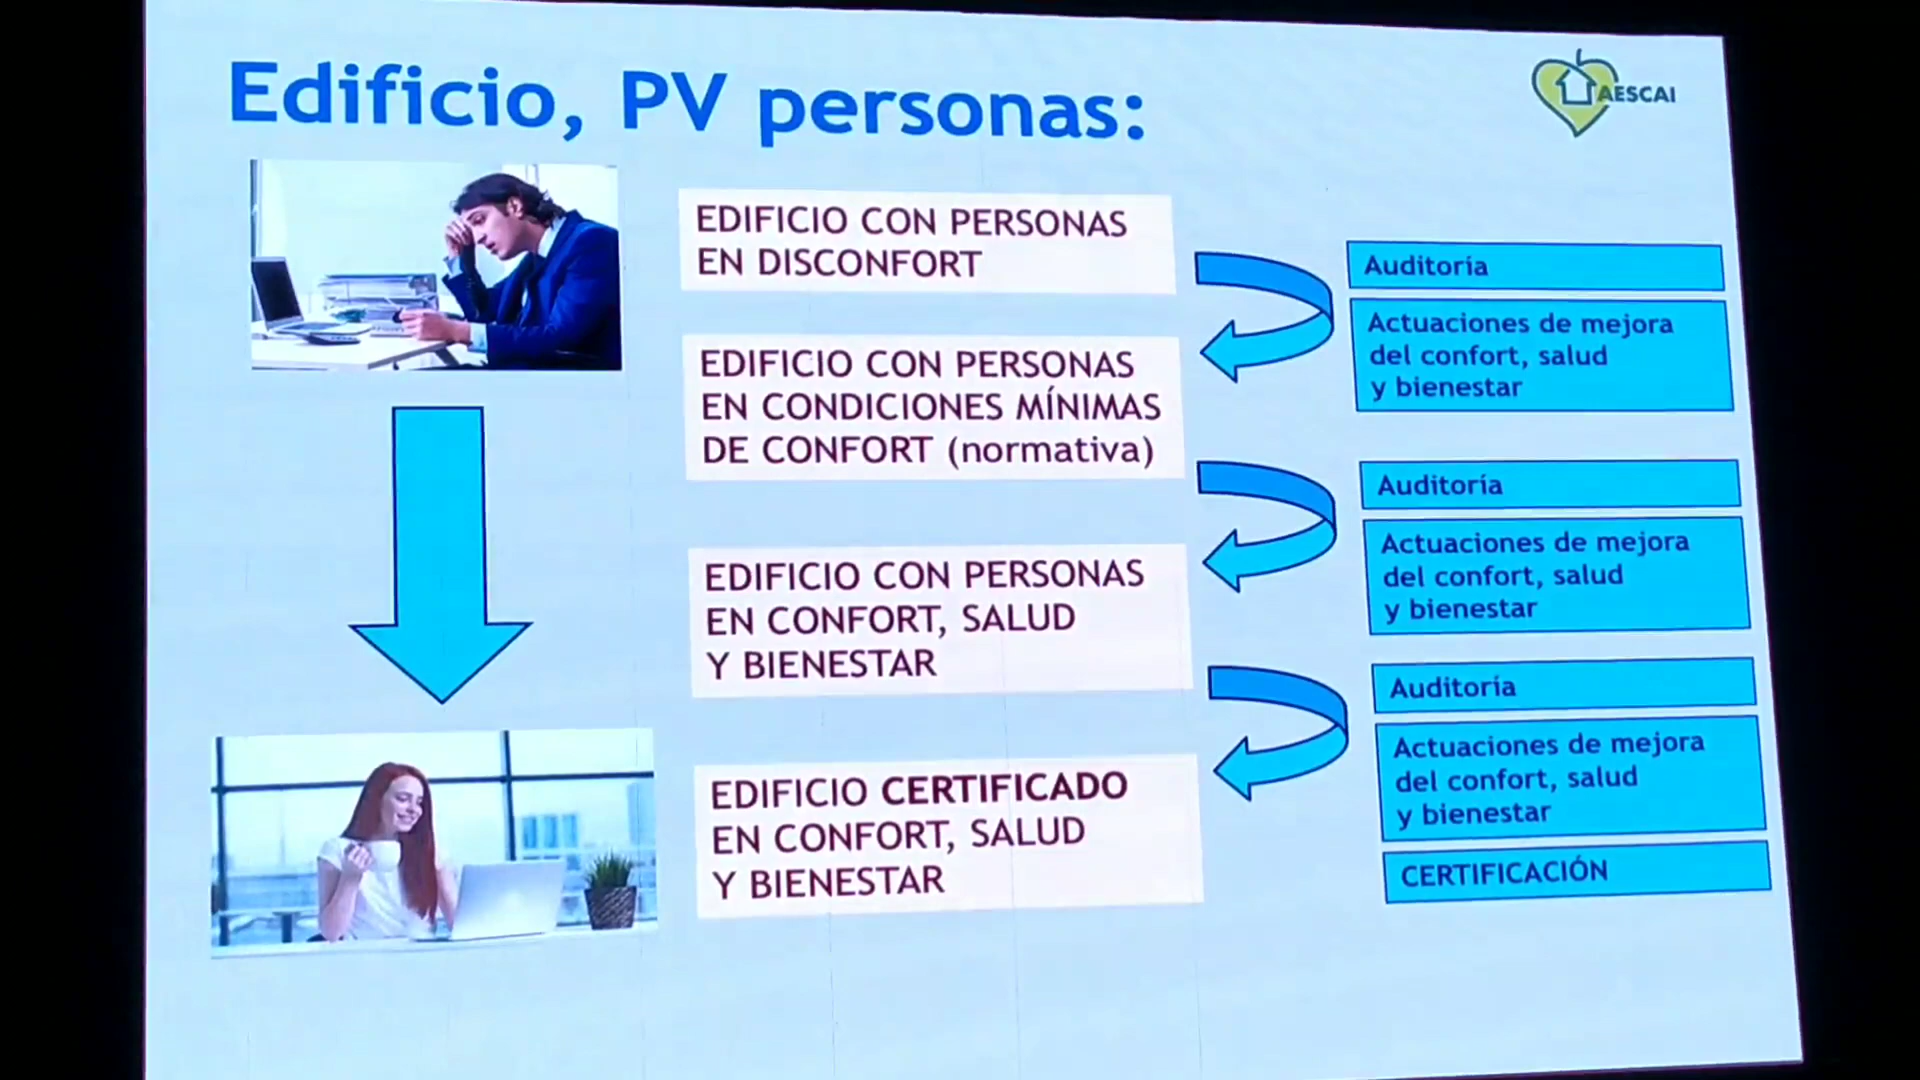 Edificio, PV personas:
AESCAI
EDIFICIO CON PERSONAS
EN DISCONFORT
Auditoría
Actuaciones de mejora
del confort, salud
y bienestar
EDIFICIO CON PERSONAS
EN CONDICIONES MÍNIMAS
DE CONFORT (normativa)
Auditoría
Actuaciones de mejora
del confort, salud
y bienestar
EDIFICIO CON PERSONAS
EN CONFORT, SALUD
Y BIENESTAR
Auditoría
Actuaciones de mejora
del confort, salud
y bienestar
CERTIFICACIÓN
EDIFICIO CERTIFICADO
EN CONFORT, SALUD
Y BIENESTAR